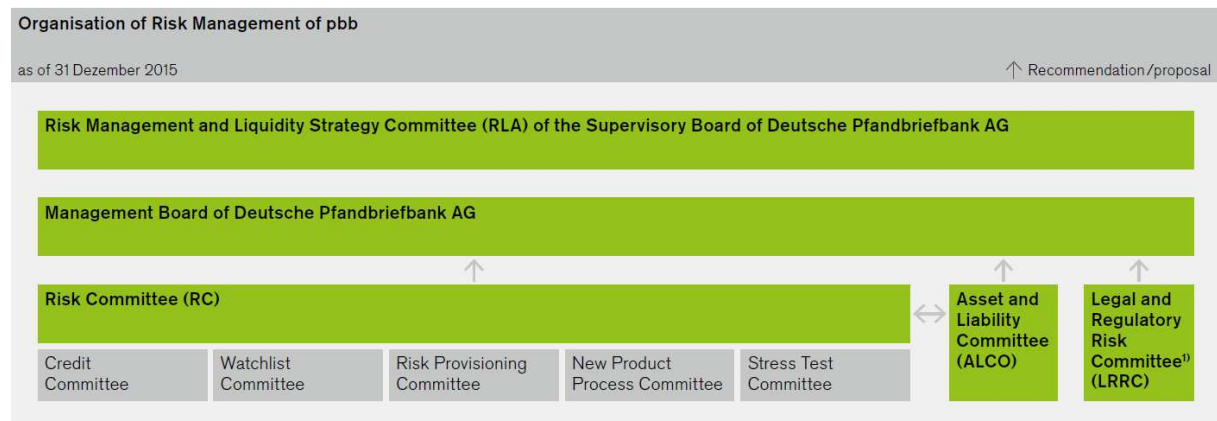 Organisation of Risk Management of pbb
as of 31 Dezember 2015
↑ Recommendation/proposal
Risk Management and Liquidity Strategy Committee (RLA) of the Supervisory Board of Deutsche Pfandbriefbank AG
Management Board of Deutsche Pfandbriefbank AG
Risk Committee (RC)
Credit
Committee
Watchlist
Committee
Risk Provisioning
Committee
New Product
Process Committee
Stress Test
Committee
Asset and
Liability
Committee
(ALCO)
Legal and
Regulatory
Risk
Committee¹⁾
(LRRC)